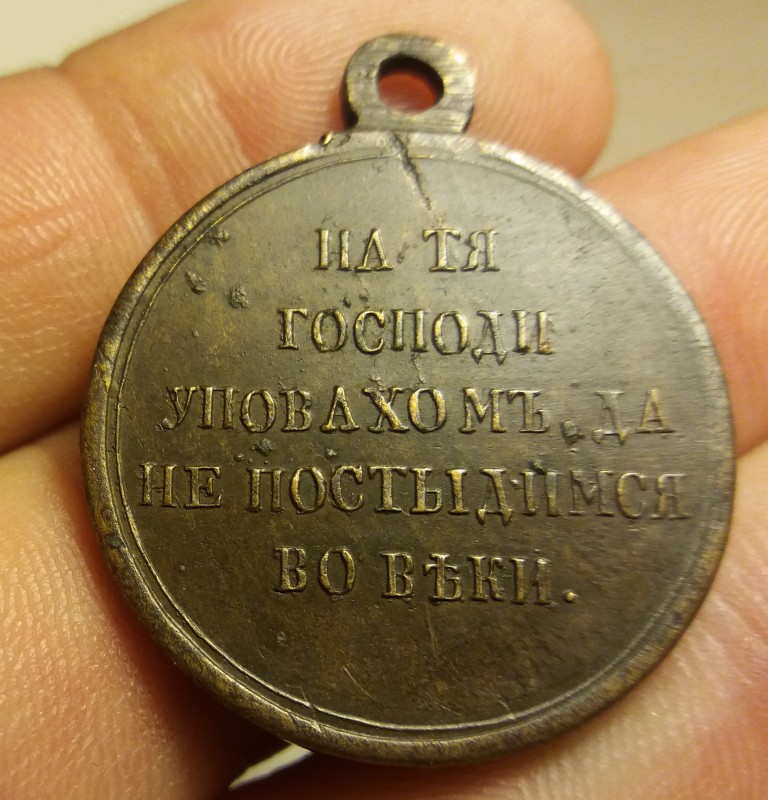 НА ТЯ
ГОСПОДИ
УПОВАХОМЪ, ДА
НЕ ПОСТЫДИМСЯ
ВО ВѢКИ.